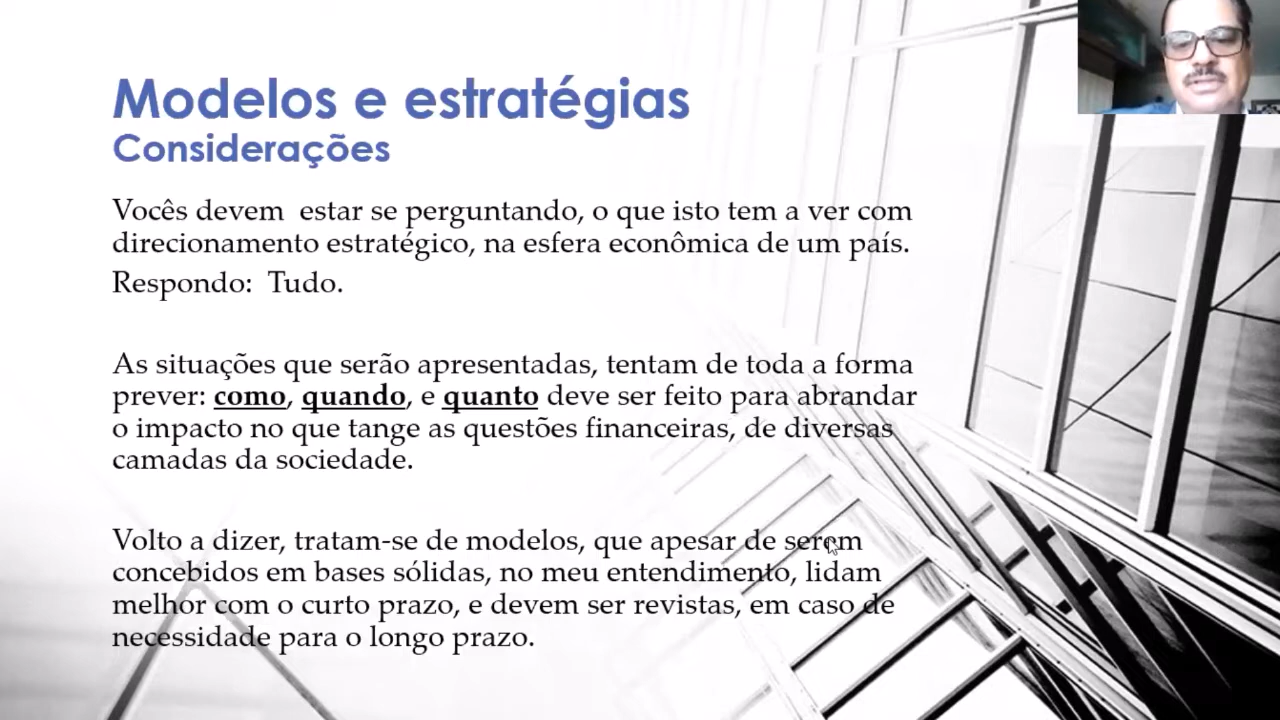 Modelos e estratégias
Considerações
Vocês devem  estar se perguntando, o que isto tem a ver com
direcionamento estratégico, na esfera econômica de um país.
Respondo:  Tudo.
As situações que serão apresentadas, tentam de toda a forma
prever: como, quando, e quanto deve ser feito para abrandar
o impacto no que tange as questões financeiras, de diversas
camadas da sociedade.
Volto a dizer, tratam-se de modelos, que apesar de serem
concebidos em bases sólidas, no meu entendimento, lidam
melhor com o curto prazo, e devem ser revistas, em caso de
necessidade para o longo prazo.